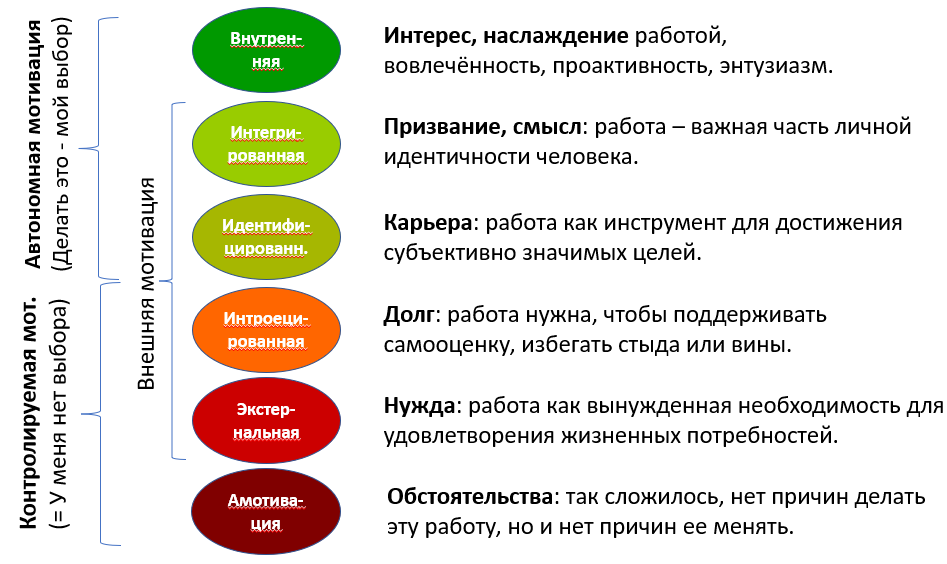 Автономная мотивация
(Делать это - мой выбор)
Контролируемая мот.
(= У меня нет выбора)
Внешняя мотивация
Внутрен-
няя
Интерес, наслаждение работой,
вовлечённость, проактивность, энтузиазм.
Интегри-
рованная
Призвание, смысл: работа – важная часть личной
идентичности человека.
Идентифи-
цированн.
Карьера: работа как инструмент для достижения
субъективно значимых целей.
Интроеци-
рованная
Долг: работа нужна, чтобы поддерживать
самооценку, избегать стыда или вины.
Экстер-
нальная
Нужда: работа как вынужденная необходимость для
удовлетворения жизненных потребностей.
Амотива-
ция
Обстоятельства: так сложилось, нет причин делать
эту работу, но и нет причин ее менять.